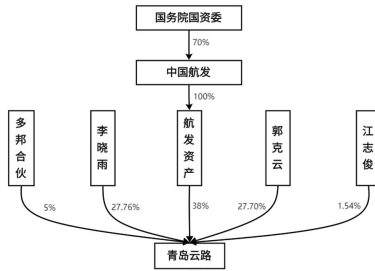 国务院国资委
70%
中国航发
100%
多邦合伙
李晓雨
航发资产
郭克云
江志俊
5%
27.76%
38%
27.70%
1.54%
青岛云路